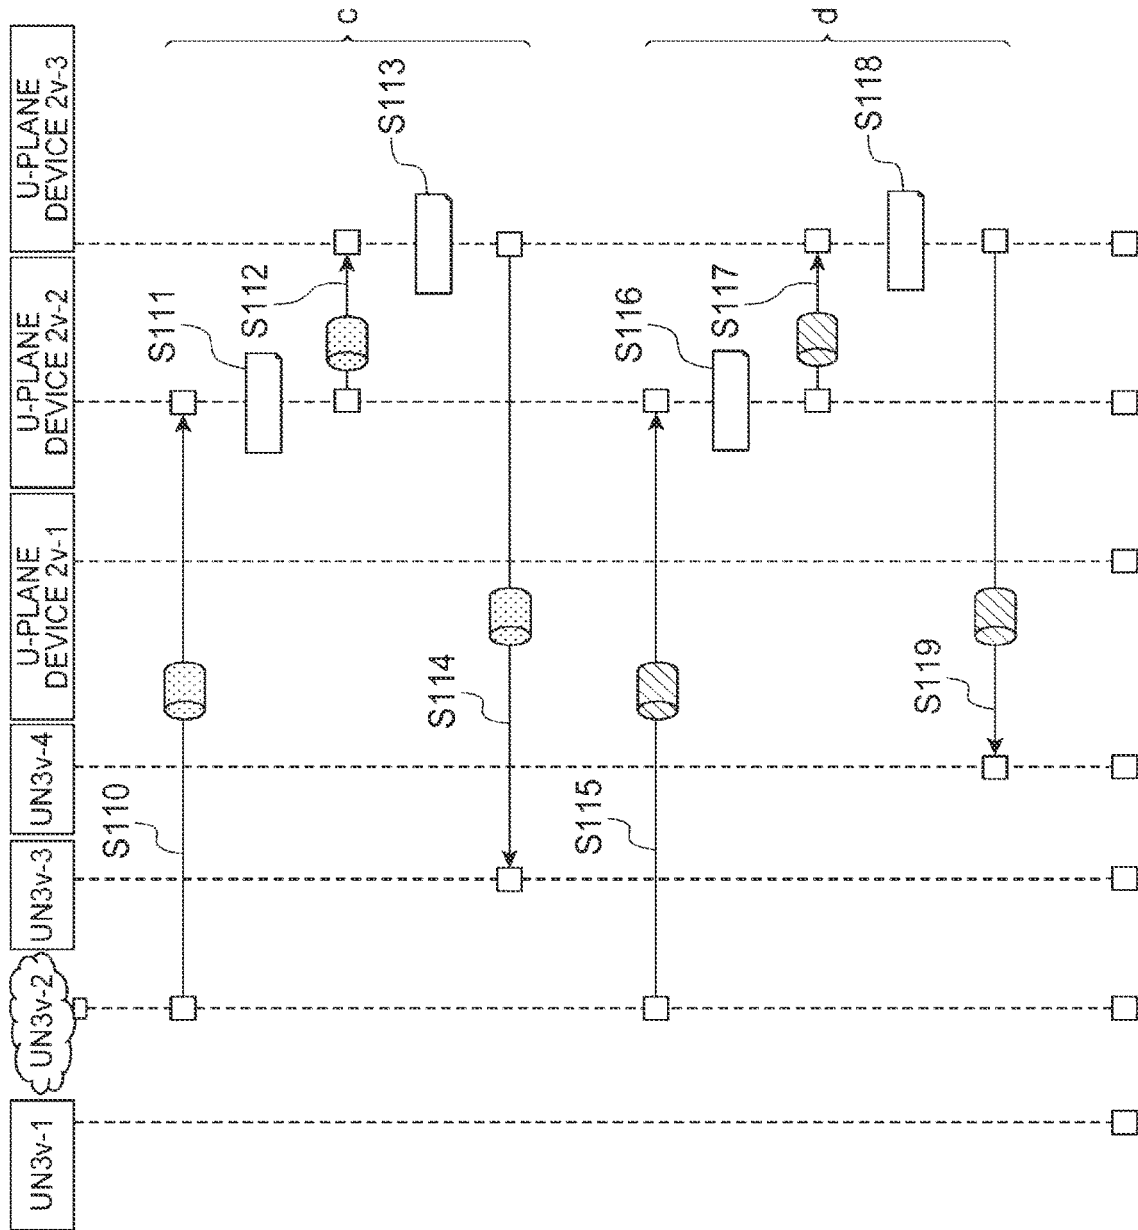 UN3v-1
UN3v-2
UN3v-3
UN3v-4
U-PLANE
DEVICE 2v-1
U-PLANE
DEVICE 2v-2
U-PLANE
DEVICE 2v-3
S110
S111
S112
S113
S114
c
S115
S116
S117
S118
S119
d